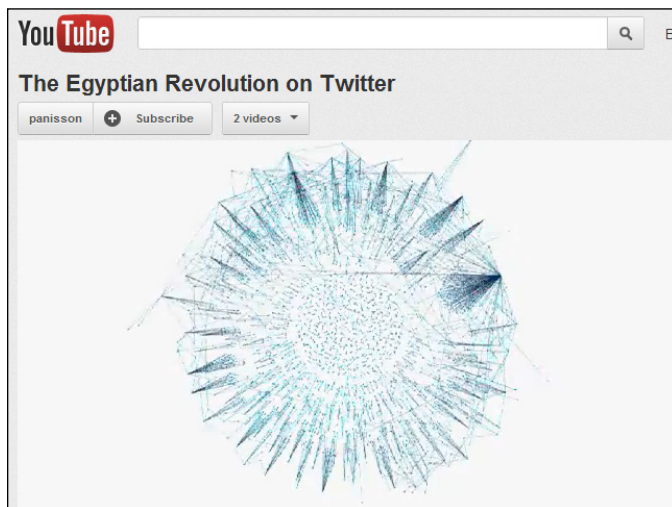 YouTube
E
The Egyptian Revolution on Twitter
panisson Subscribe 2 videos